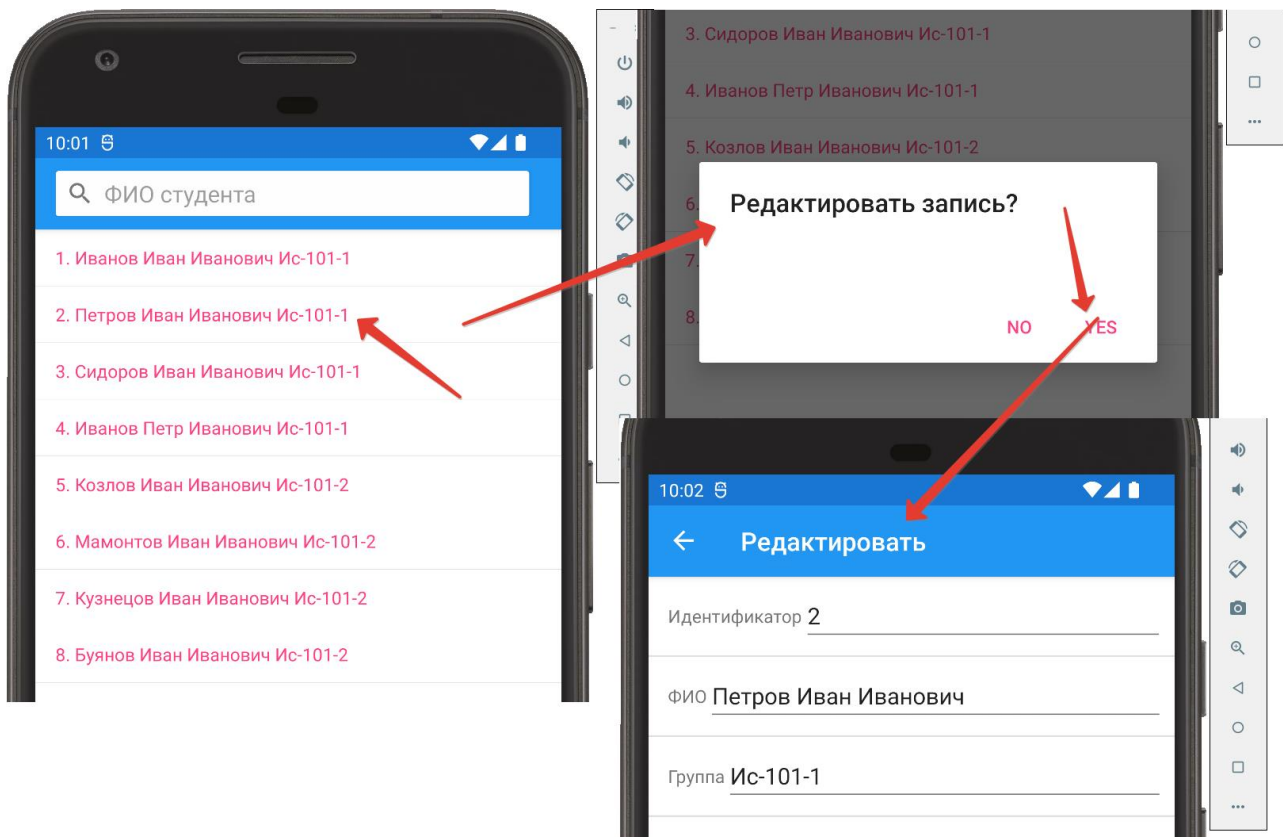 10:01
ФИО студента
1. Иванов Иван Иванович Ис-101-1
2. Петров Иван Иванович Ис-101-1
3. Сидоров Иван Иванович Ис-101-1
4. Иванов Петр Иванович Ис-101-1
5. Козлов Иван Иванович Ис-101-2
6. Мамонтов Иван Иванович Ис-101-2
7. Кузнецов Иван Иванович Ис-101-2
8. Буянов Иван Иванович Ис-101-2
3. Сидоров Иван Иванович Ис-101-1
4. Иванов Петр Иванович Ис-101-1
5. Козлов Иван Иванович Ис-101-2
6.
Редактировать запись?
7.
8.
NO YES
10:02
Редактировать
Идентификатор 2
ФИО Петров Иван Иванович
Группа Ис-101-1